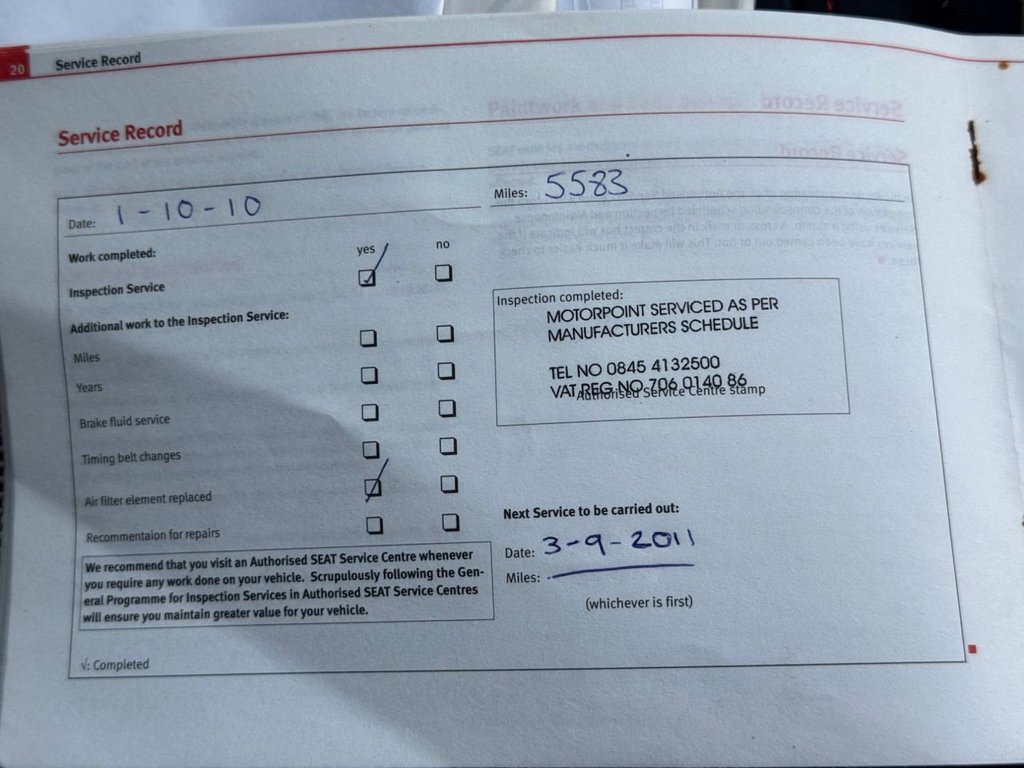 20 Service Record
Service Record
Date: 1-10-10
Miles: 5583
Work completed:
yes no
Inspection Service
Additional work to the Inspection Service:
Miles
Years
Brake fluid service
Timing belt changes
Air filter element replaced
Recommentaion for repairs
We recommend that you visit an Authorised SEAT Service Centre whenever
you require any work done on your vehicle. Scrupulously following the Gen-
eral Programme for Inspection Services in Authorised SEAT Service Centres
will ensure you maintain greater value for your vehicle.
√: Completed
Inspection completed:
MOTORPOINT SERVICED AS PER
MANUFACTURERS SCHEDULE
TEL NO 0845 4132500
VAT REG NO 706 0140 86
Authorised Service Centre stamp
Next Service to be carried out:
Date: 3-9-2011
Miles:
(whichever is first)